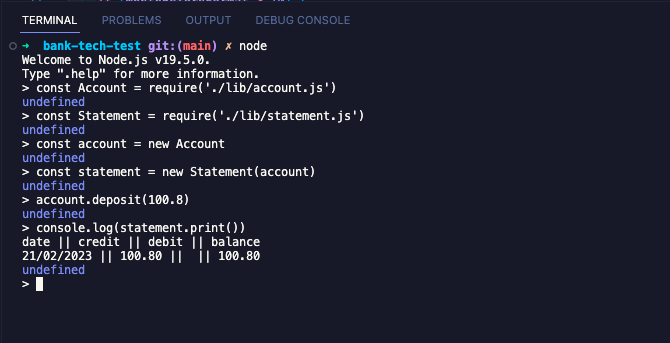 TERMINAL PROBLEMS OUTPUT DEBUG CONSOLE
➜ bank-tech-test git:(main) ✗ node
Welcome to Node.js v19.5.0.
Type ".help" for more information.
> const Account = require('./lib/account.js')
undefined
> const Statement = require('./lib/statement.js')
undefined
> const account = new Account
undefined
> const statement = new Statement(account)
undefined
> account.deposit(100.8)
undefined
> console.log(statement.print())
date || credit || debit || balance
21/02/2023 || 100.80 ||  || 100.80
undefined
>